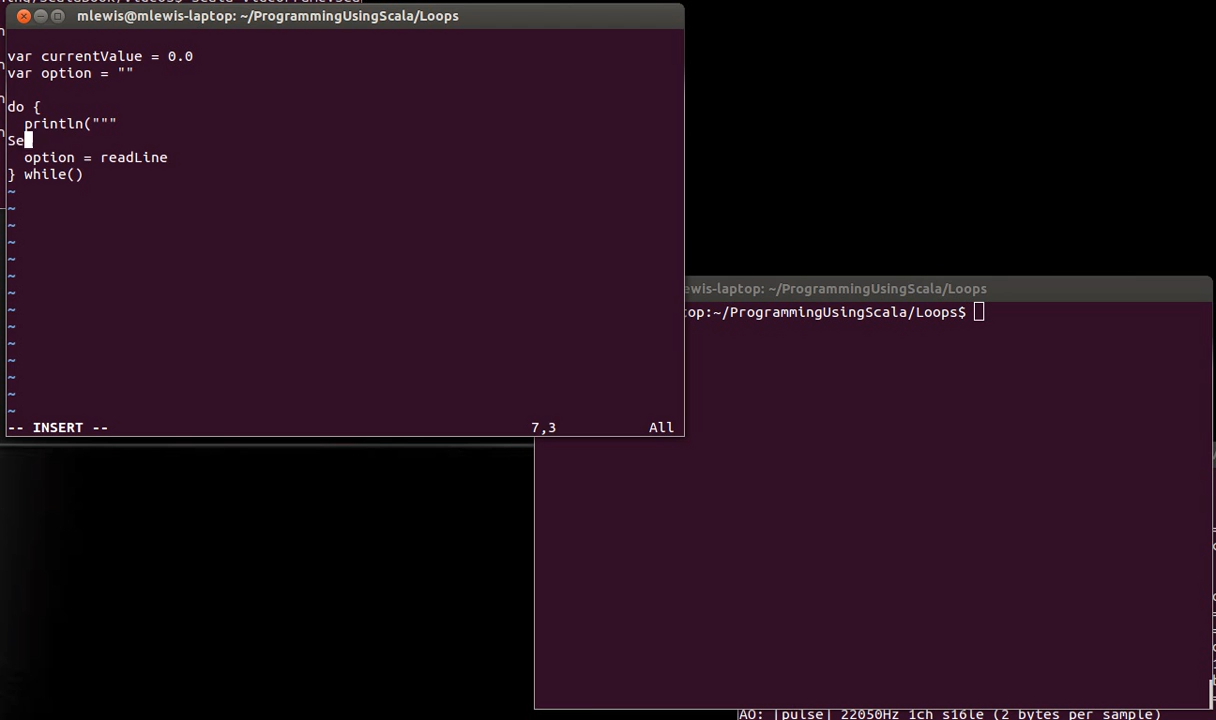 mlewis@mlewis-laptop: ~/ProgrammingUsingScala/Loops
var currentValue = 0.0
var option = ""
do {
  println("""
Se
  option = readLine
} while()
~
~
~
~
~
~
~
~
~
~
~
~
~
~
-- INSERT -- 7,3 All
ewis-laptop: ~/ProgrammingUsingScala/Loops
top:~/ProgrammingUsingScala/Loops$
AO: [pulse] 22050Hz 1ch s16le (2 bytes per sample)